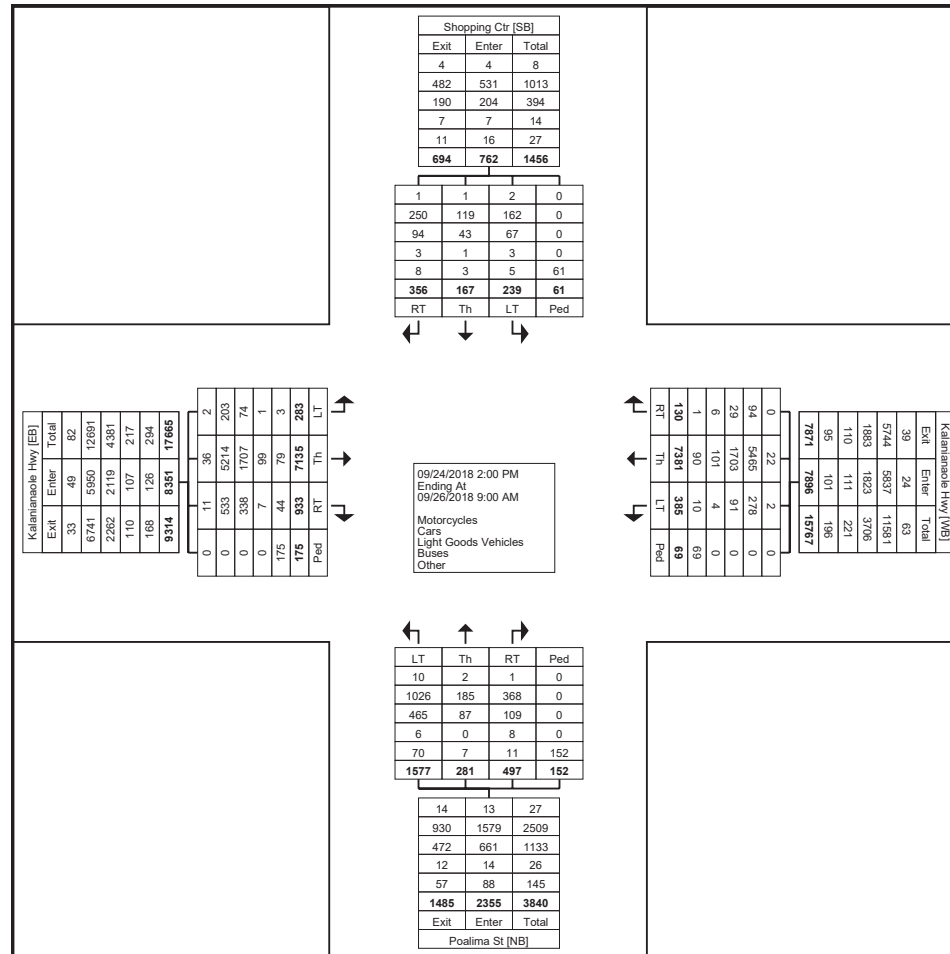 Shopping Ctr [SB]
Exit Enter Total
4 4 8
482 531 1013
190 204 394
7 7 14
11 16 27
694 762 1456
1 1 2 0
250 119 162 0
94 43 67 0
3 1 3 0
8 3 5 61
356 167 239 61
RT Th LT Ped
Kalanianaole Hwy [EB]
Exit Enter Total
33 49 82
6741 5950 12691
2262 2119 4381
110 107 217
168 126 294
9314 8351 17665
0 11 36 2
0 533 5214 203
0 338 1707 74
0 7 99 1
175 44 79 3
175 933 7135 283
Ped RT Th LT
09/24/2018 2:00 PM
Ending At
09/26/2018 9:00 AM
Motorcycles
Cars
Light Goods Vehicles
Buses
Other
Kalanianaole Hwy [WB]
Exit Enter Total
39 24 63
5744 5837 11581
1883 1823 3706
110 111 221
95 101 196
7871 7896 15767
0 22 2 0
94 5465 278 0
29 1703 91 0
6 101 4 0
1 90 10 69
130 7381 385 69
RT Th LT Ped
LT Th RT Ped
10 2 1 0
1026 185 368 0
465 87 109 0
6 0 8 0
70 7 11 152
1577 281 497 152
14 13 27
930 1579 2509
472 661 1133
12 14 26
57 88 145
1485 2355 3840
Exit Enter Total
Poalima St [NB]